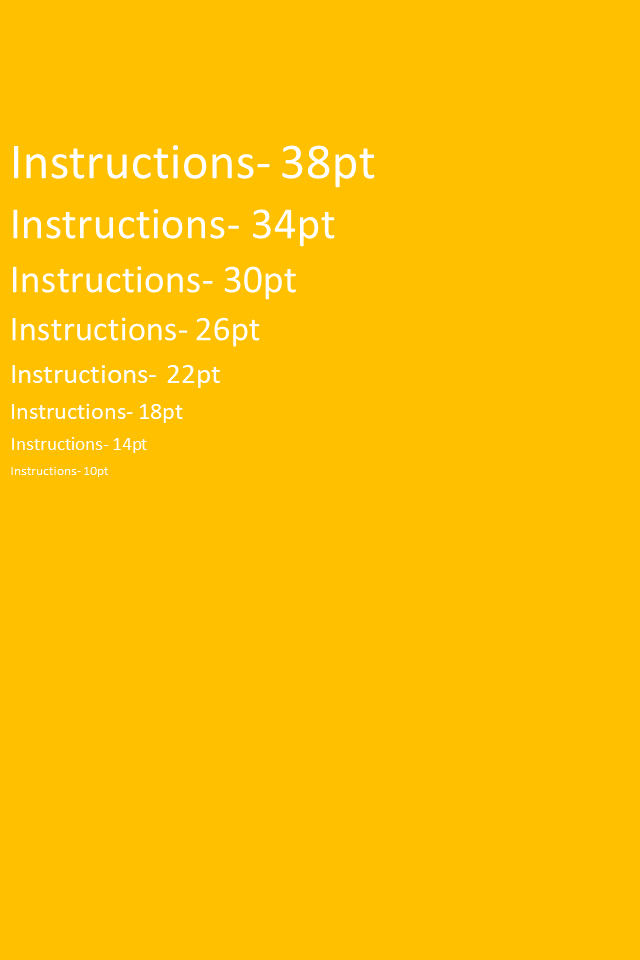 Instructions- 38pt
Instructions- 34pt
Instructions- 30pt
Instructions- 26pt
Instructions- 22pt
Instructions- 18pt
Instructions- 14pt
Instructions- 10pt